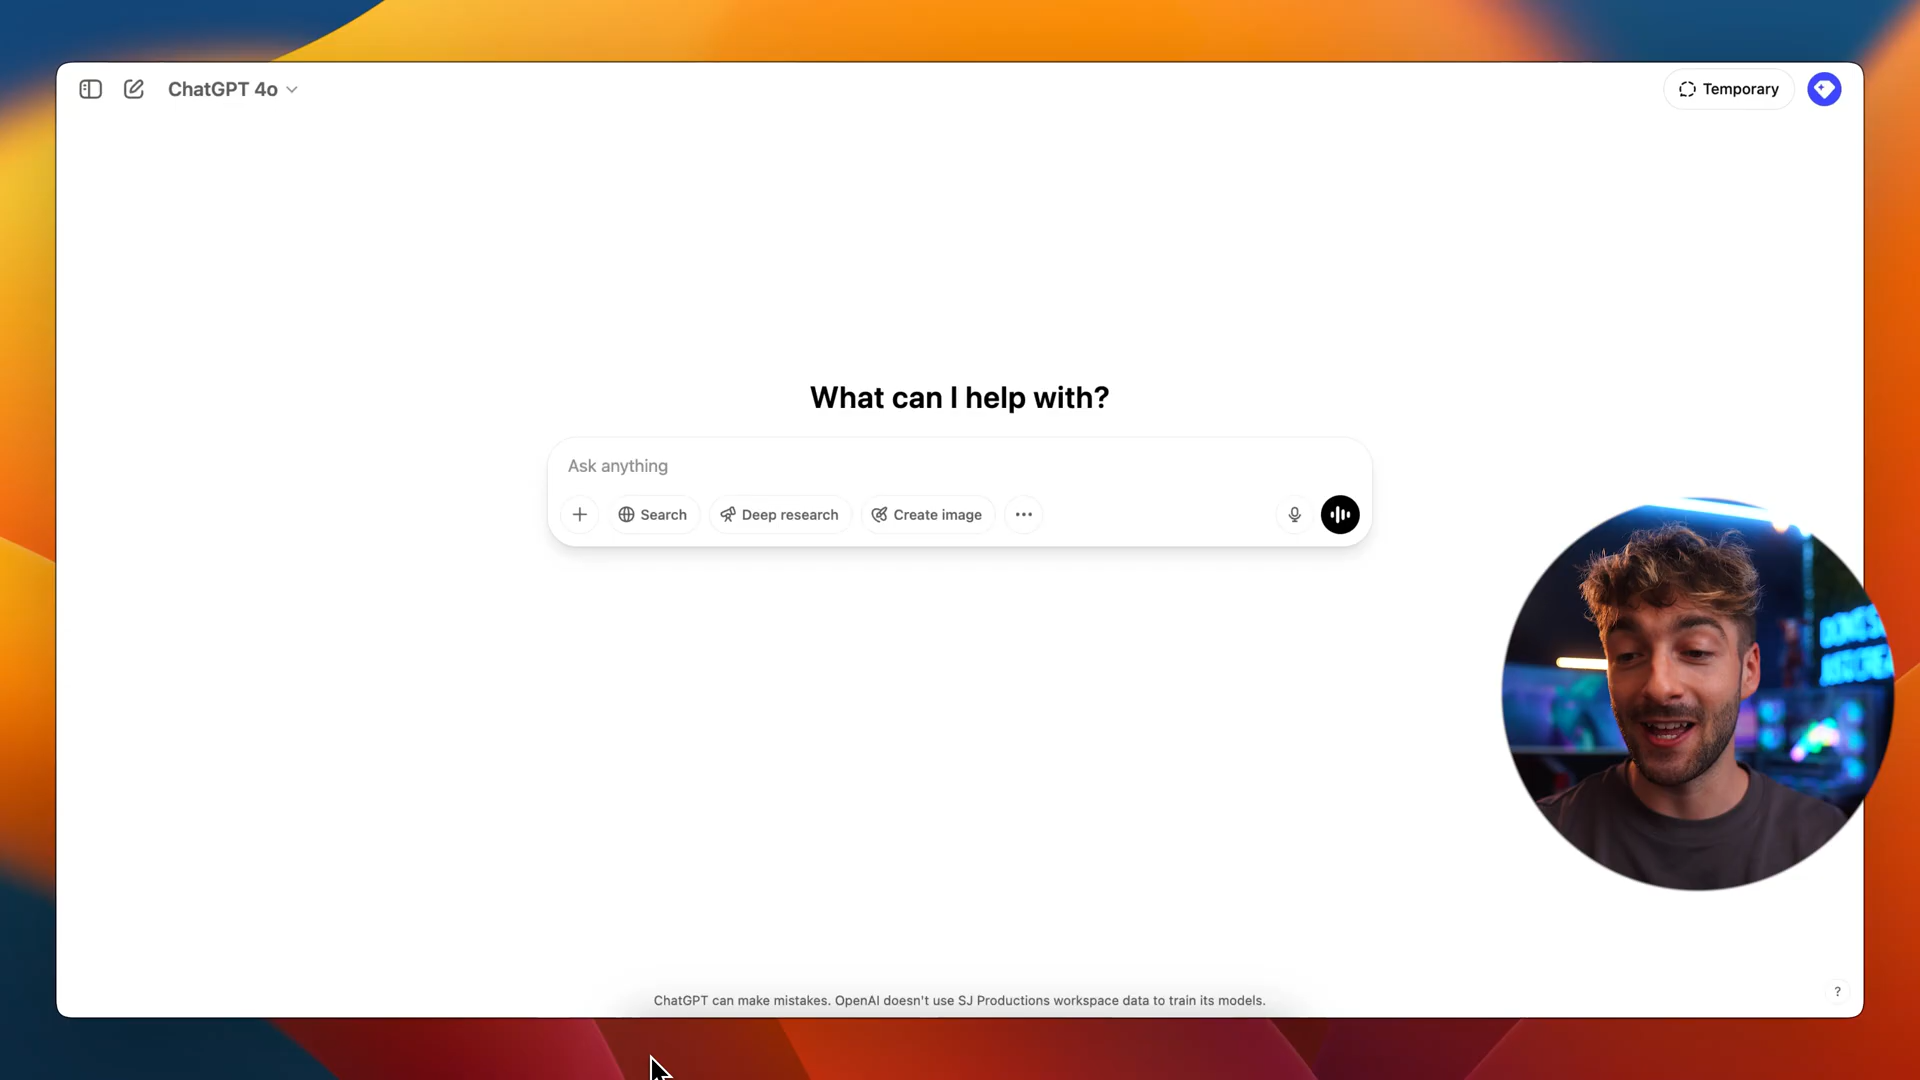 ChatGPT 4o
Temporary
What can I help with?
Ask anything
Search
Deep research
Create image
ChatGPT can make mistakes. OpenAI doesn't use SJ Productions workspace data to train its models.
?